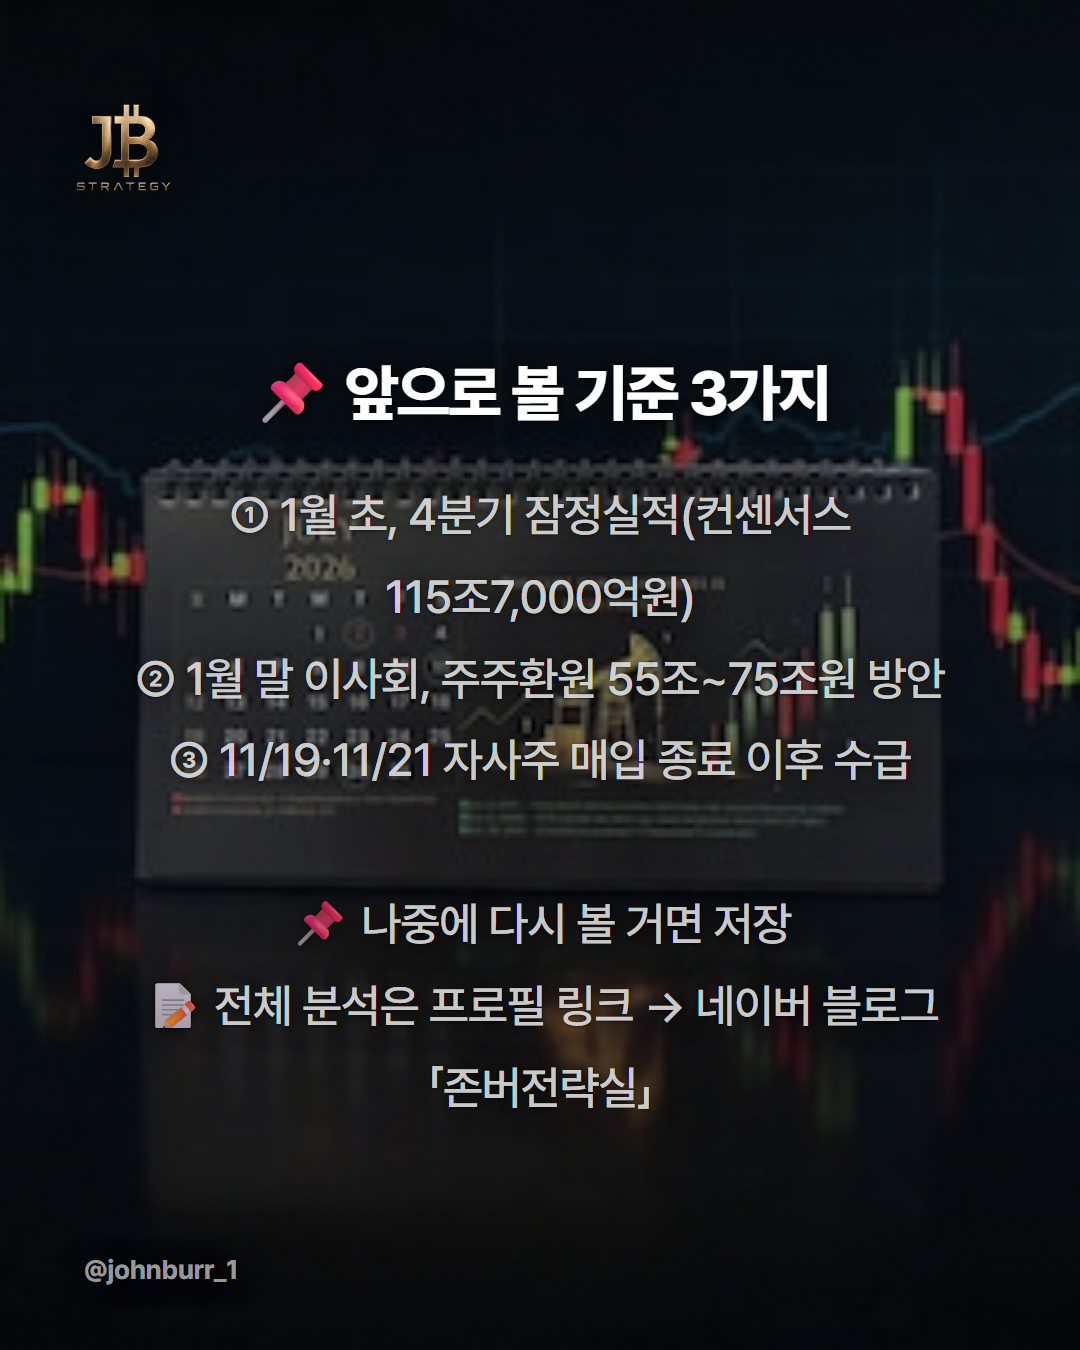 JB
STRATEGY
📌 앞으로 볼 기준 3가지
① 1월 초, 4분기 잠정실적(컨센서스
115조7,000억원)
② 1월 말 이사회, 주주환원 55조~75조원 방안
③ 11/19·11/21 자사주 매입 종료 이후 수급
2026
📌 나중에 다시 볼 거면 저장
📝 전체 분석은 프로필 링크 → 네이버 블로그
「존버전략실」
@johnburr_1